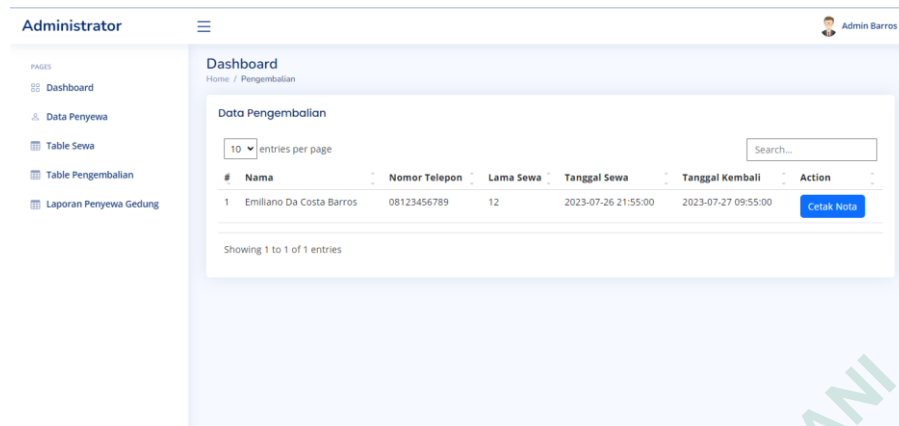 Administrator
Admin Barros
PAGES
Dashboard
Data Penyewa
Table Sewa
Table Pengembalian
Laporan Penyewa Gedung
Dashboard
Home / Pengembalian
Data Pengembalian
10 entries per page
Search...
# Nama Nomor Telepon Lama Sewa Tanggal Sewa Tanggal Kembali Action
1 Emiliano Da Costa Barros 08123456789 12 2023-07-26 21:55:00 2023-07-27 09:55:00 Cetak Nota
Showing 1 to 1 of 1 entries
ANI